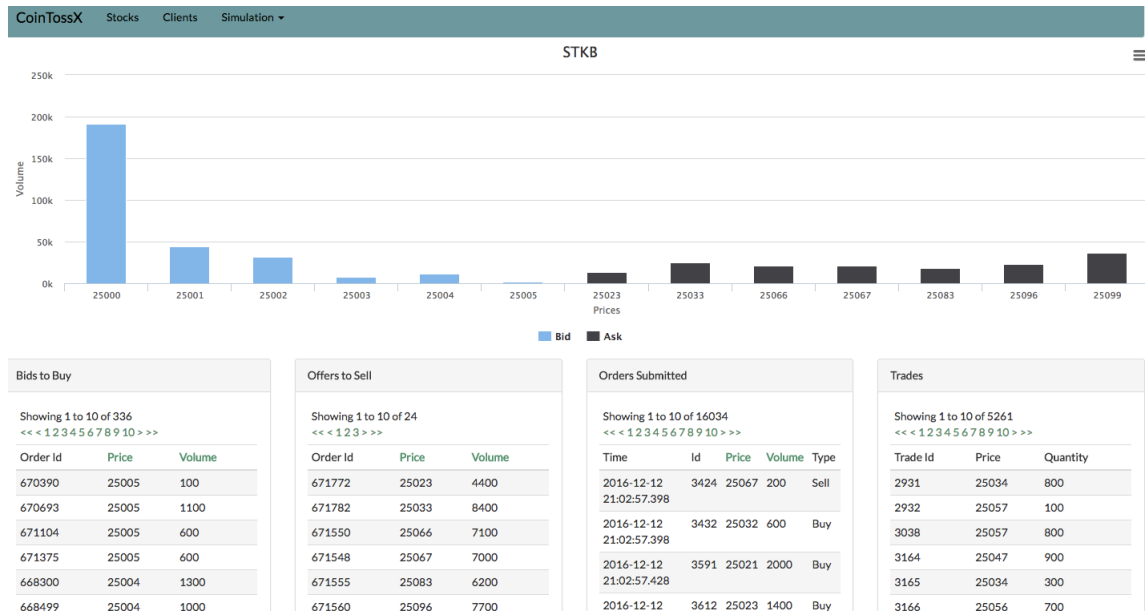 CoinTossX Stocks Clients Simulation
STKB
250k
200k
150k
100k
50k
0k
Volume
25000 25001 25002 25003 25004 25005 25023 25033 25066 25067 25083 25096 25099
Prices
Bid Ask
Bids to Buy
Showing 1 to 10 of 336
<< < 1 2 3 4 5 6 7 8 9 10 > >>
Order Id Price Volume
670390 25005 100
670693 25005 1100
671104 25005 600
671375 25005 600
668300 25004 1300
668499 25004 1000
Offers to Sell
Showing 1 to 10 of 24
<< < 1 2 3 > >>
Order Id Price Volume
671772 25023 4400
671782 25033 8400
671550 25066 7100
671548 25067 7000
671555 25083 6200
671560 25096 7700
Orders Submitted
Showing 1 to 10 of 16034
<< < 1 2 3 4 5 6 7 8 9 10 > >>
Time Id Price Volume Type
2016-12-12 3424 25067 200 Sell
21:02:57.398
2016-12-12 3432 25032 600 Buy
21:02:57.398
2016-12-12 3591 25021 2000 Buy
21:02:57.428
2016-12-12 3612 25023 1400 Buy
Trades
Showing 1 to 10 of 5261
<< < 1 2 3 4 5 6 7 8 9 10 > >>
Trade Id Price Quantity
2931 25034 800
2932 25057 100
3038 25057 800
3164 25047 900
3165 25034 300
3166 25056 700